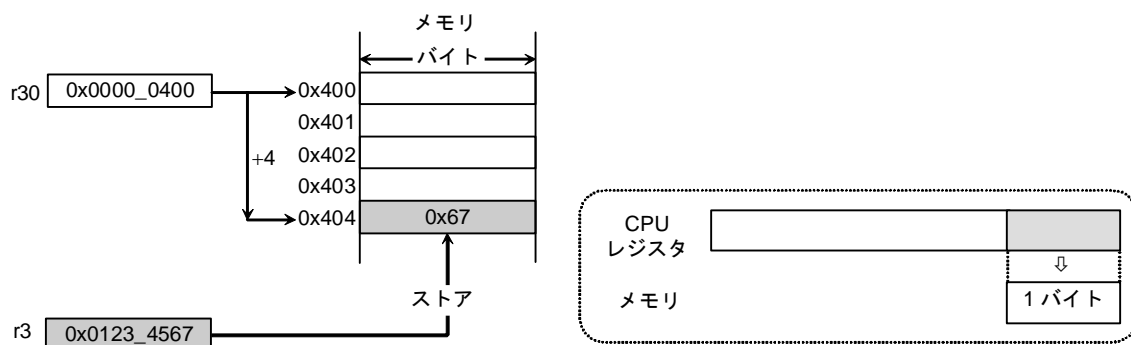 メモリ
バイト
r30 0x0000_0400
0x400
0x401
+4 0x402
0x403
0x404 0x67
ストア
r3 0x0123_4567
CPU
レジスタ
⇩
メモリ 1 バイト